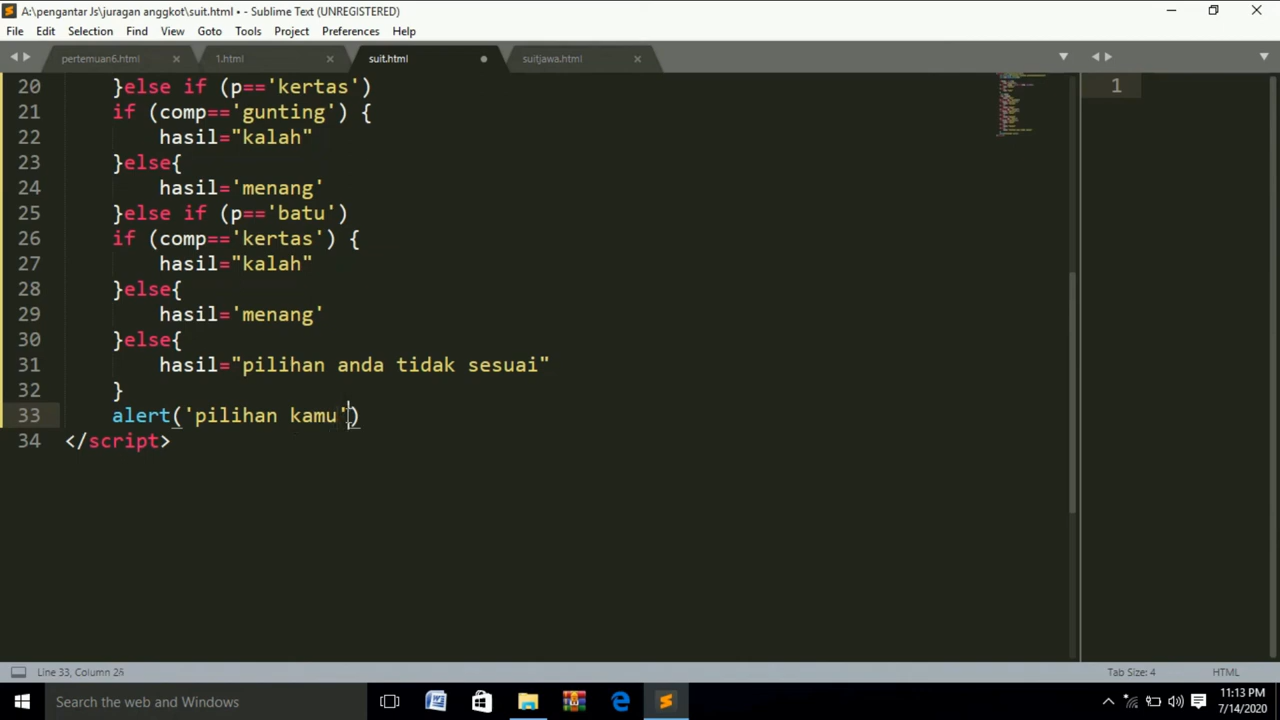 A:\pengantar Js\juragan anggkot\suit.html • - Sublime Text (UNREGISTERED)
File Edit Selection Find View Goto Tools Project Preferences Help
pertemuan6.html 1.html suit.html suitjawa.html
20 }else if (p=='kertas')
21 if (comp=='gunting') {
22 hasil="kalah"
23 }else{
24 hasil='menang'
25 }else if (p=='batu')
26 if (comp=='kertas') {
27 hasil="kalah"
28 }else{
29 hasil='menang'
30 }else{
31 hasil="pilihan anda tidak sesuai"
32 }
33 alert('pilihan kamu')
34 </script>
1
Line 33, Column 26
Tab Size: 4
HTML
Search the web and Windows
11:13 PM
7/14/2020